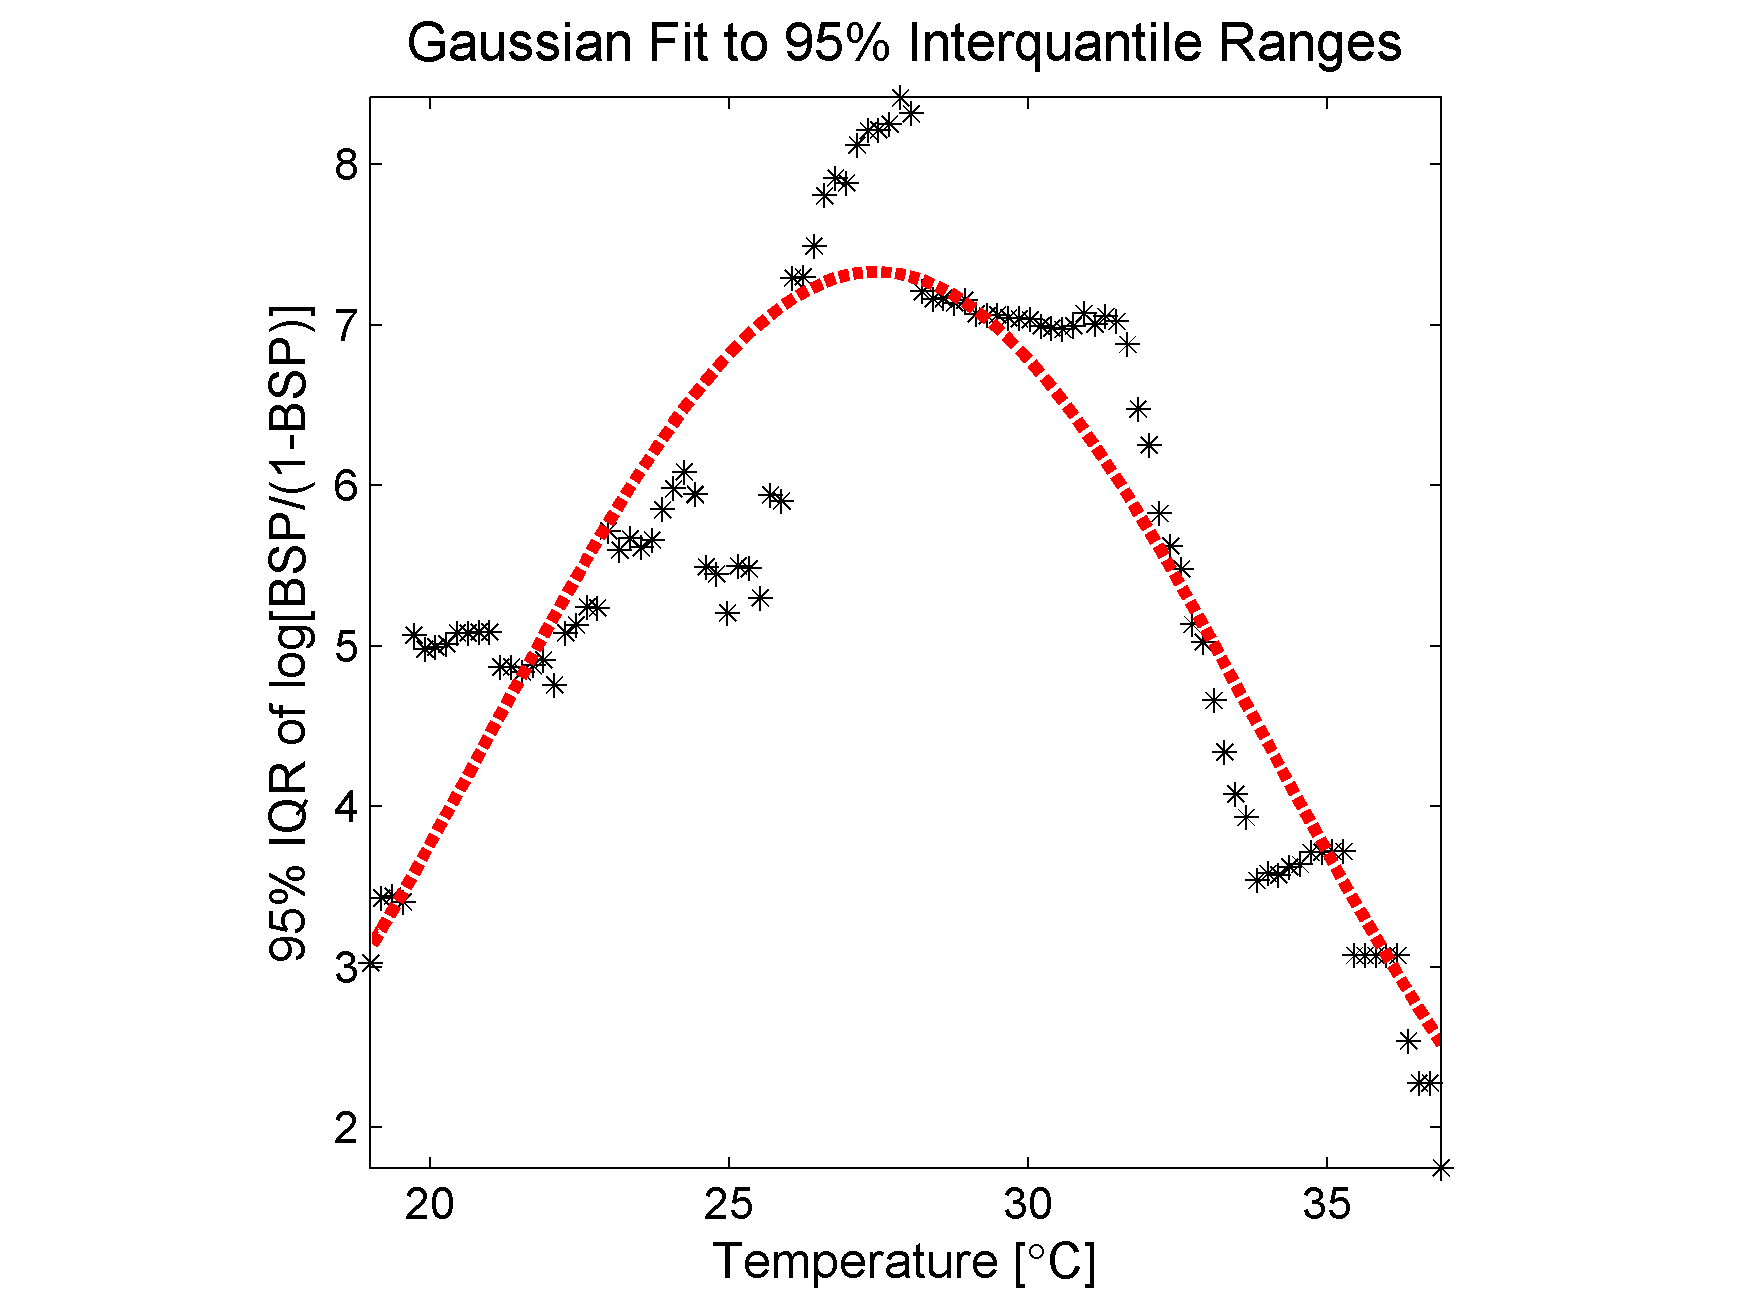 Gaussian Fit to 95% Interquantile Ranges
95% IQR of log[BSP/(1-BSP)]
8
7
6
5
4
3
2
20 25 30 35
Temperature [°C]